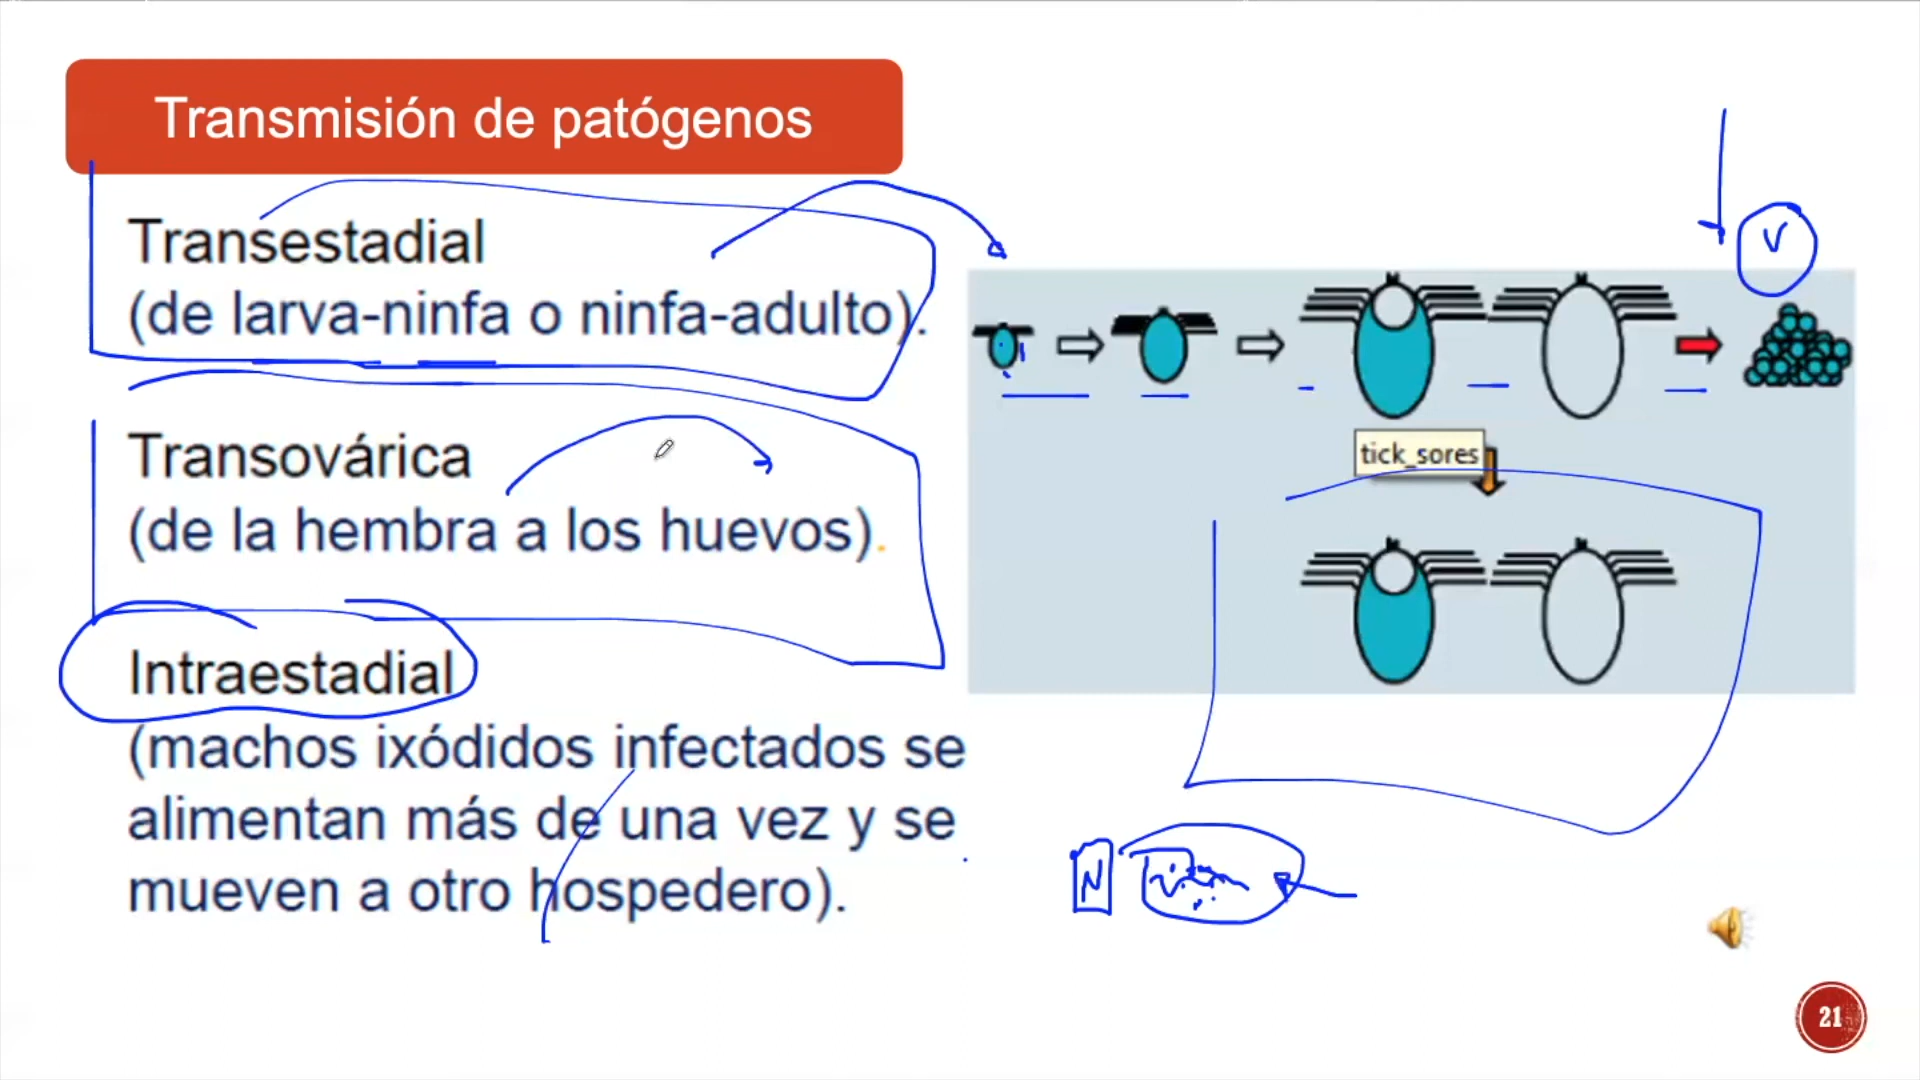 Transmisión de patógenos
Transestadial
(de larva-ninfa o ninfa-adulto).
Transovárica
(de la hembra a los huevos).
Intraestadial
(machos ixódidos infectados se
alimentan más de una vez y se
mueven a otro hospedero).
V
tick_sores
N
21